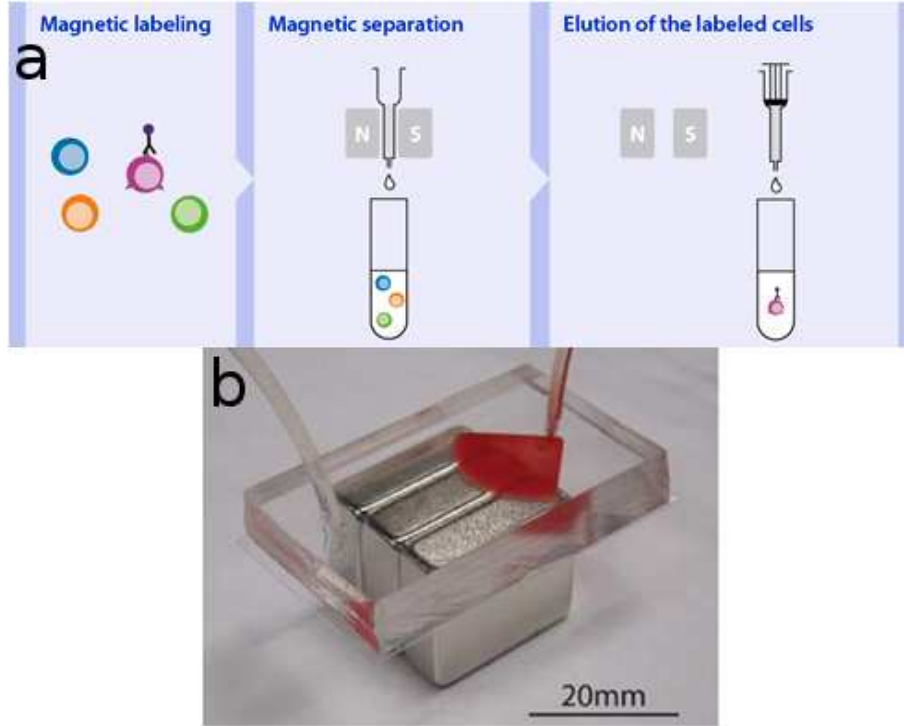 Magnetic labeling
Magnetic separation
Elution of the labeled cells
a
N S
N S
b
20mm